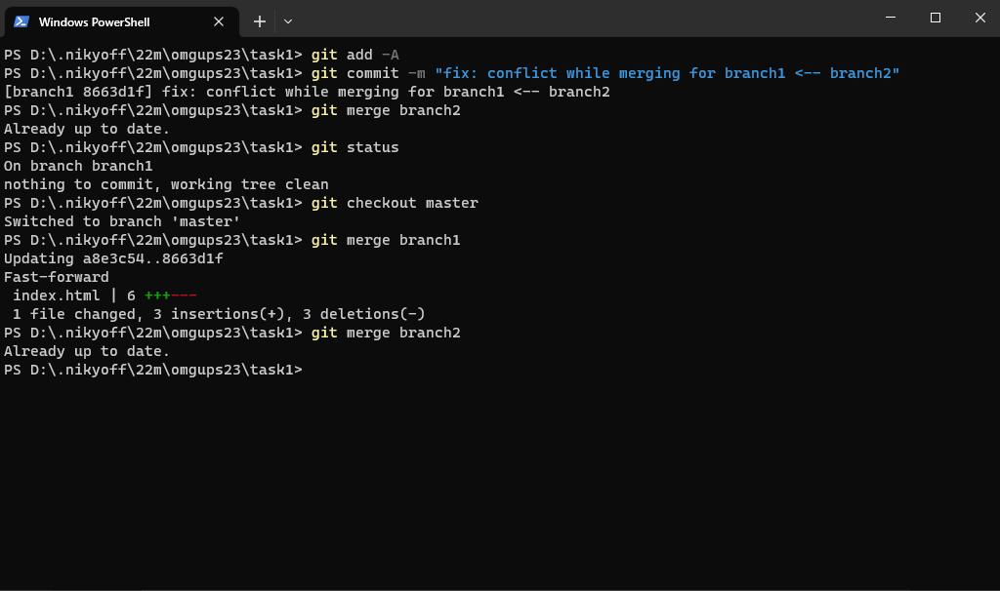 Windows PowerShell
PS D:\.nikyoff\22m\omgups23\task1> git add -A
PS D:\.nikyoff\22m\omgups23\task1> git commit -m "fix: conflict while merging for branch1 <-- branch2"
[branch1 8663d1f] fix: conflict while merging for branch1 <-- branch2
PS D:\.nikyoff\22m\omgups23\task1> git merge branch2
Already up to date.
PS D:\.nikyoff\22m\omgups23\task1> git status
On branch branch1
nothing to commit, working tree clean
PS D:\.nikyoff\22m\omgups23\task1> git checkout master
Switched to branch 'master'
PS D:\.nikyoff\22m\omgups23\task1> git merge branch1
Updating a8e3c54..8663d1f
Fast-forward
 index.html | 6 +++---
 1 file changed, 3 insertions(+), 3 deletions(-)
PS D:\.nikyoff\22m\omgups23\task1> git merge branch2
Already up to date.
PS D:\.nikyoff\22m\omgups23\task1>